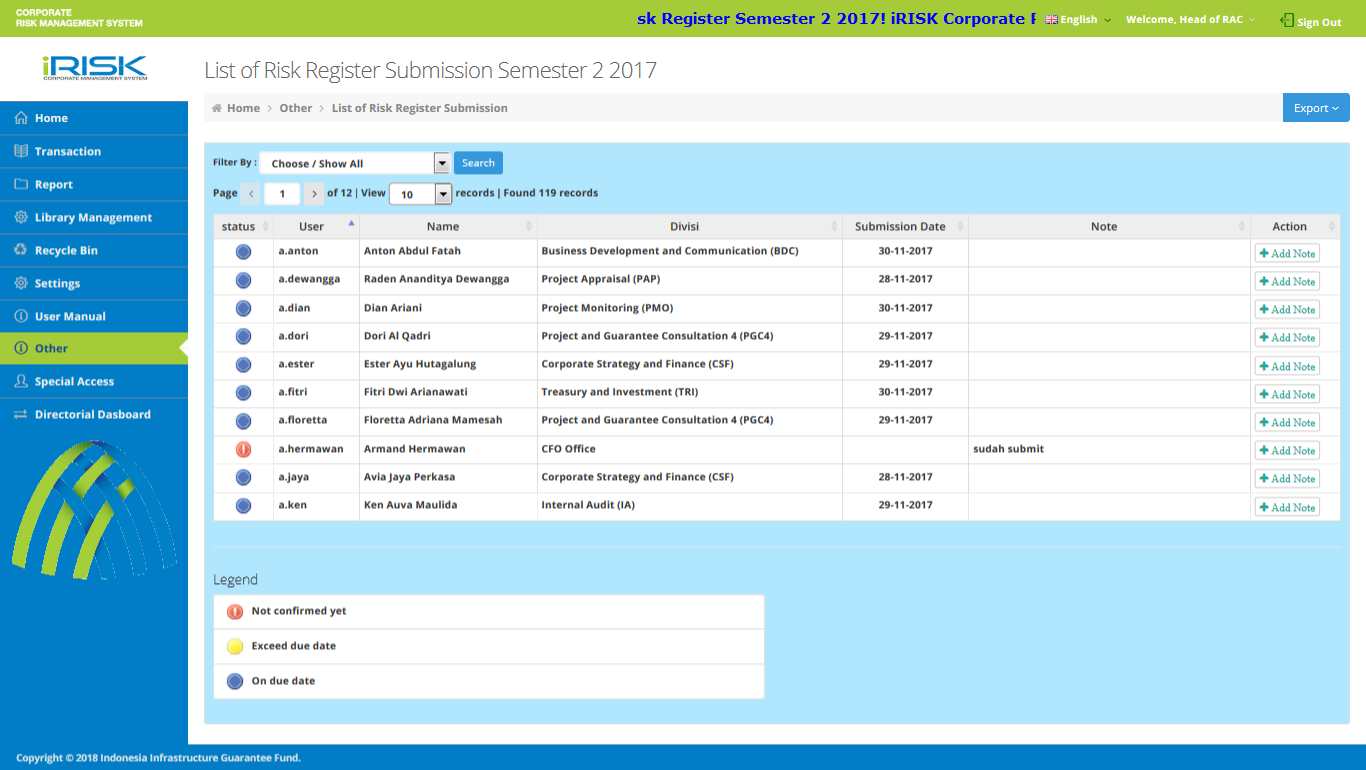 CORPORATE
RISK MANAGEMENT SYSTEM
sk Register Semester 2 2017! iRISK Corporate
English
Welcome, Head of RAC
Sign Out
iRISK
CORPORATE MANAGEMENT SYSTEM
List of Risk Register Submission Semester 2 2017
Home > Other > List of Risk Register Submission
Export
Home
Transaction
Report
Library Management
Recycle Bin
Settings
User Manual
Other
Special Access
Directorial Dasboard
Filter By : Choose / Show All Search
Page < 1 > of 12 | View 10 records | Found 119 records
status User Name Divisi Submission Date Note Action
a.anton Anton Abdul Fatah Business Development and Communication (BDC) 30-11-2017 + Add Note
a.dewangga Raden Ananditya Dewangga Project Appraisal (PAP) 28-11-2017 + Add Note
a.dian Dian Ariani Project Monitoring (PMO) 30-11-2017 + Add Note
a.dori Dori Al Qadri Project and Guarantee Consultation 4 (PGC4) 29-11-2017 + Add Note
a.ester Ester Ayu Hutagalung Corporate Strategy and Finance (CSF) 29-11-2017 + Add Note
a.fitri Fitri Dwi Arianawati Treasury and Investment (TRI) 30-11-2017 + Add Note
a.floretta Floretta Adriana Mamesah Project and Guarantee Consultation 4 (PGC4) 29-11-2017 + Add Note
a.hermawan Armand Hermawan CFO Office sudah submit + Add Note
a.jaya Avia Jaya Perkasa Corporate Strategy and Finance (CSF) 28-11-2017 + Add Note
a.ken Ken Auva Maulida Internal Audit (IA) 29-11-2017 + Add Note
Legend
Not confirmed yet
Exceed due date
On due date
Copyright © 2018 Indonesia Infrastructure Guarantee Fund.